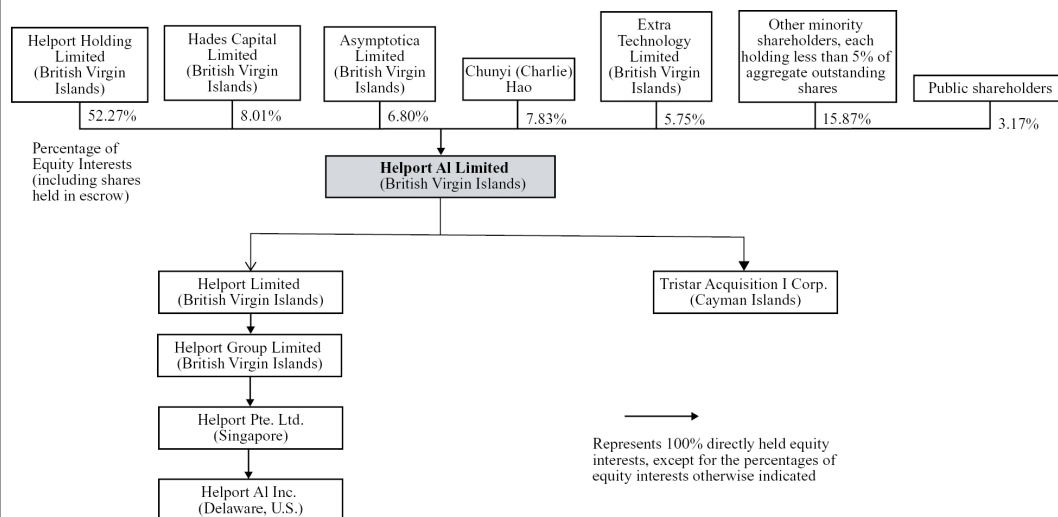 Helport Holding
Limited
(British Virgin
Islands)
Hades Capital
Limited
(British Virgin
Islands)
Asymptotica
Limited
(British Virgin
Islands)
Chunyi (Charlie)
Hao
Extra
Technology
Limited
(British Virgin
Islands)
Other minority
shareholders, each
holding less than 5% of
aggregate outstanding
shares
Public shareholders
52.27%
8.01%
6.80%
7.83%
5.75%
15.87%
3.17%
Percentage of
Equity Interests
(including shares
held in escrow)
Helport Al Limited
(British Virgin Islands)
Helport Limited
(British Virgin Islands)
Tristar Acquisition I Corp.
(Cayman Islands)
Helport Group Limited
(British Virgin Islands)
Helport Pte. Ltd.
(Singapore)
Helport Al Inc.
(Delaware, U.S.)
Represents 100% directly held equity
interests, except for the percentages of
equity interests otherwise indicated